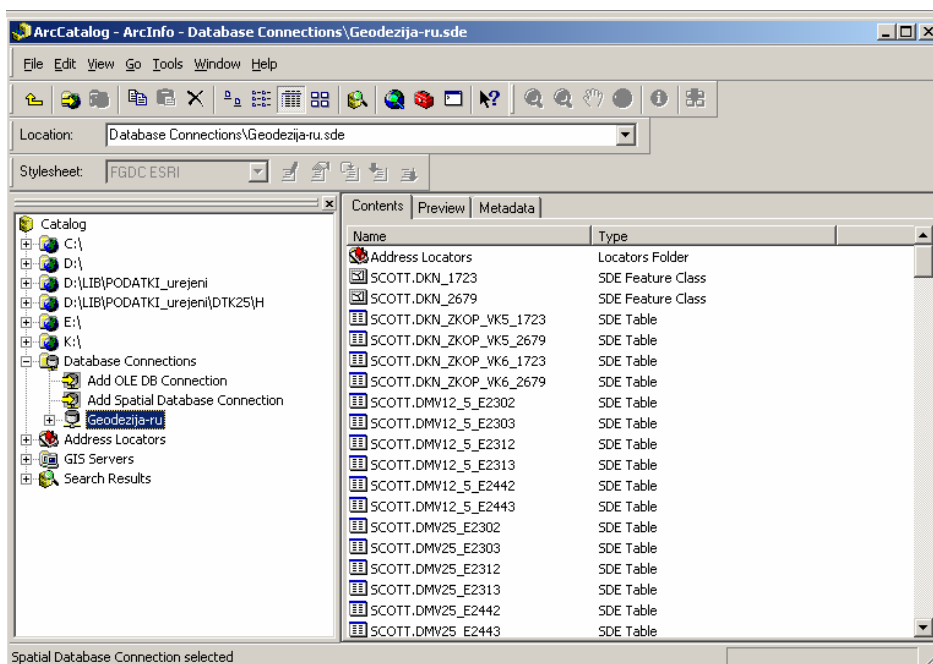 ArcCatalog - ArcInfo - Database Connections\Geodezija-ru.sde
File Edit View Go Tools Window Help
Location: Database Connections\Geodezija-ru.sde
Stylesheet: FGDC ESRI
Catalog
C:\
D:\
D:\LIB\PODATKI_urejeni
D:\LIB\PODATKI_urejeni\DTK25\H
E:\
K:\
Database Connections
Add OLE DB Connection
Add Spatial Database Connection
Geodezija-ru
Address Locators
GIS Servers
Search Results
Contents Preview Metadata
Name Type
Address Locators Locators Folder
SCOTT.DKN_1723 SDE Feature Class
SCOTT.DKN_2679 SDE Feature Class
SCOTT.DKN_ZKOP_VK5_1723 SDE Table
SCOTT.DKN_ZKOP_VK5_2679 SDE Table
SCOTT.DKN_ZKOP_VK6_1723 SDE Table
SCOTT.DKN_ZKOP_VK6_2679 SDE Table
SCOTT.DMV12_5_E2302 SDE Table
SCOTT.DMV12_5_E2303 SDE Table
SCOTT.DMV12_5_E2312 SDE Table
SCOTT.DMV12_5_E2313 SDE Table
SCOTT.DMV12_5_E2442 SDE Table
SCOTT.DMV12_5_E2443 SDE Table
SCOTT.DMV25_E2302 SDE Table
SCOTT.DMV25_E2303 SDE Table
SCOTT.DMV25_E2312 SDE Table
SCOTT.DMV25_E2313 SDE Table
SCOTT.DMV25_E2442 SDE Table
SCOTT.DMV25_E2443 SDE Table
Spatial Database Connection selected